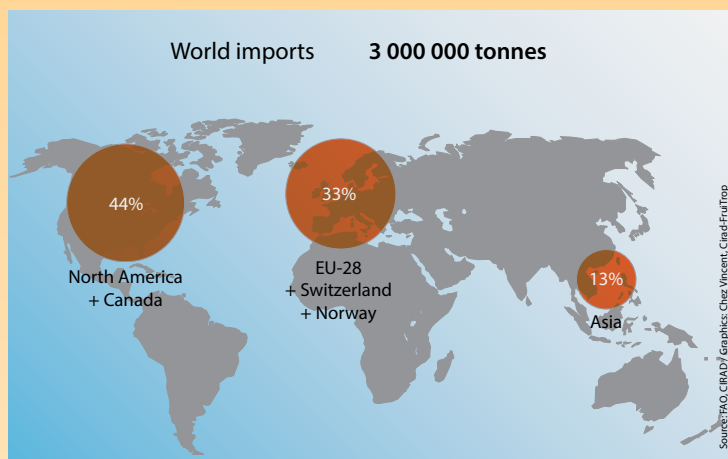 World imports 3 000 000 tonnes
44%
North America
+ Canada
33%
EU-28
+ Switzerland
+ Norway
13%
Asia
Source: FAO, CIRAD / Graphics: Chez Vincent, Cirad-FruiTrop